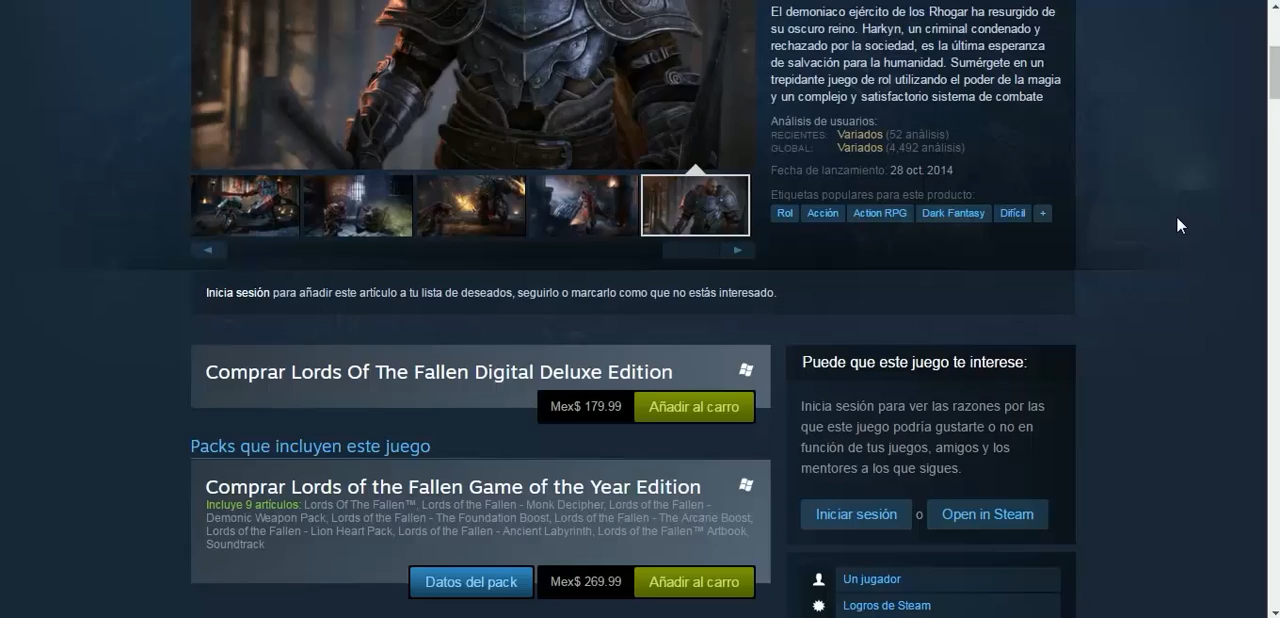 El demoniaco ejército de los Rhogar ha resurgido de
su oscuro reino. Harkyn, un criminal condenado y
rechazado por la sociedad, es la última esperanza
de salvación para la humanidad. Sumérgete en un
trepidante juego de rol utilizando el poder de la magia
y un complejo y satisfactorio sistema de combate
Análisis de usuarios:
RECIENTES: Variados (52 análisis)
GLOBAL: Variados (4,492 análisis)
Fecha de lanzamiento: 28 oct. 2014
Etiquetas populares para este producto:
Rol Acción Action RPG Dark Fantasy Difícil +
Inicia sesión para añadir este artículo a tu lista de deseados, seguirlo o marcarlo como que no estás interesado.
Comprar Lords Of The Fallen Digital Deluxe Edition
Mex$ 179.99 Añadir al carro
Packs que incluyen este juego
Comprar Lords of the Fallen Game of the Year Edition
Incluye 9 artículos: Lords Of The Fallen™, Lords of the Fallen - Monk Decipher, Lords of the Fallen -
Demonic Weapon Pack, Lords of the Fallen - The Foundation Boost, Lords of the Fallen - The Arcane Boost,
Lords of the Fallen - Lion Heart Pack, Lords of the Fallen - Ancient Labyrinth, Lords of the Fallen™ Artbook,
Soundtrack
Datos del pack Mex$ 269.99 Añadir al carro
Puede que este juego te interese:
Inicia sesión para ver las razones por las
que este juego podría gustarte o no en
función de tus juegos, amigos y los
mentores a los que sigues.
Iniciar sesión o Open in Steam
Un jugador
Logros de Steam